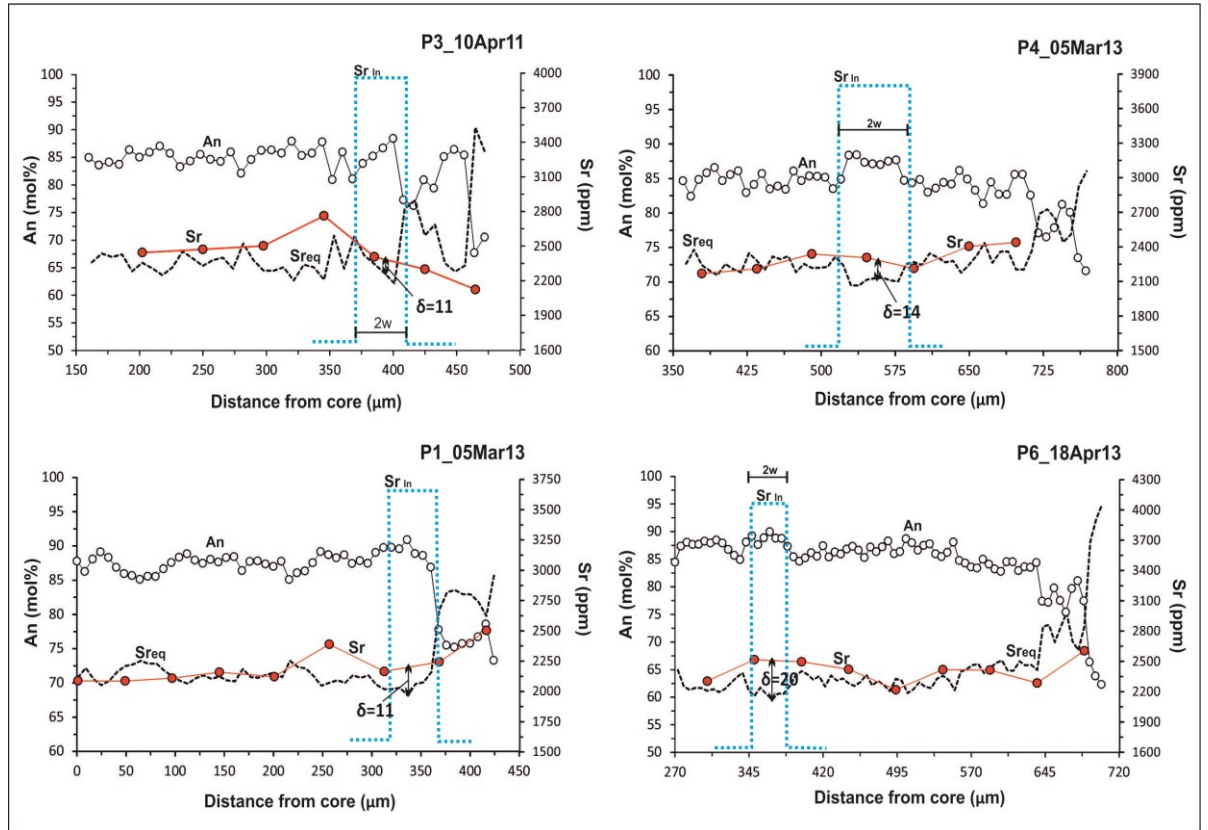 P3_10Apr11
Sr In
An
Sr
Sreq
δ=11
2w
An (mol%)
100
95
90
85
80
75
70
65
60
55
50
4000
3700
3400
3100
2800
2500
2200
1900
1600
Sr (ppm)
150 200 250 300 350 400 450 500
Distance from core (µm)
P4_05Mar13
Sr In
2w
An
Sreq
Sr
δ=14
An (mol%)
100
95
90
85
80
75
70
65
60
3900
3600
3300
3000
2700
2400
2100
1800
1500
Sr (ppm)
350 425 500 575 650 725 800
Distance from core (µm)
P1_05Mar13
Sr In
An
Sreq
Sr
δ=11
An (mol%)
100
95
90
85
80
75
70
65
60
3750
3500
3250
3000
2750
2500
2250
2000
1750
1500
Sr (ppm)
0 50 100 150 200 250 300 350 400 450
Distance from core (µm)
P6_18Apr13
2w
Sr In
An
Sreq
Sr
δ=20
An (mol%)
100
95
90
85
80
75
70
65
60
55
50
4300
4000
3700
3400
3100
2800
2500
2200
1900
1600
Sr (ppm)
270 345 420 495 570 645 720
Distance from core (µm)